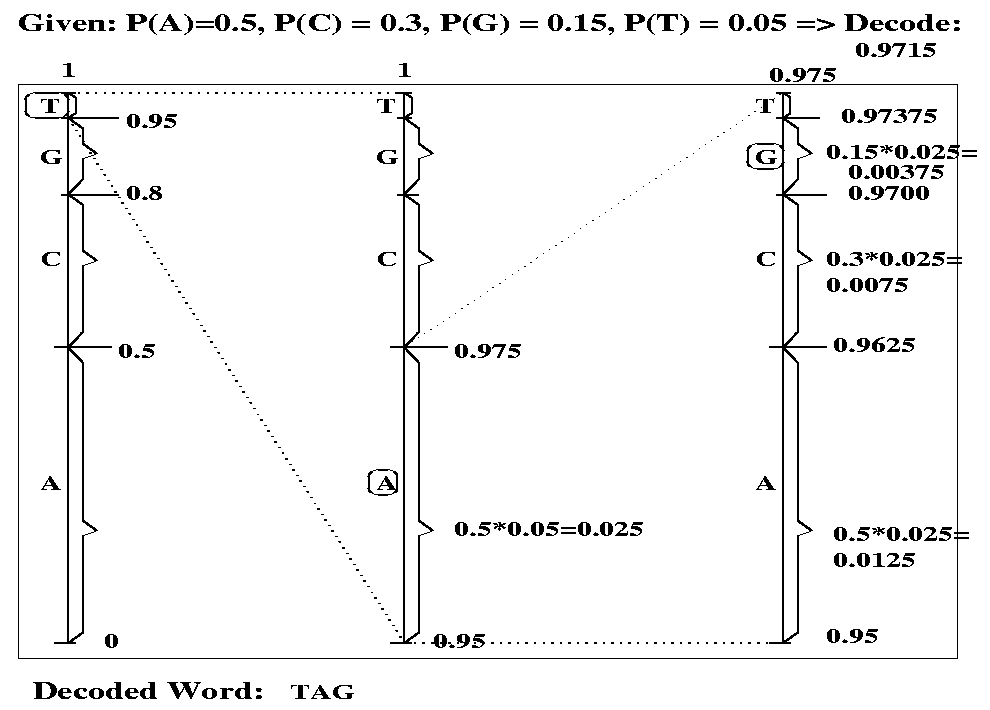 Given: P(A)=0.5, P(C) = 0.3, P(G) = 0.15, P(T) = 0.05 => Decode:
0.9715
1
1
0.975
T
T
T
0.95
0.97375
G
G
G
0.15*0.025=
0.00375
0.8
0.9700
C
C
C
0.3*0.025=
0.0075
0.5
0.975
0.9625
A
A
A
0.5*0.05=0.025
0.5*0.025=
0.0125
0
0.95
0.95
Decoded Word: TAG